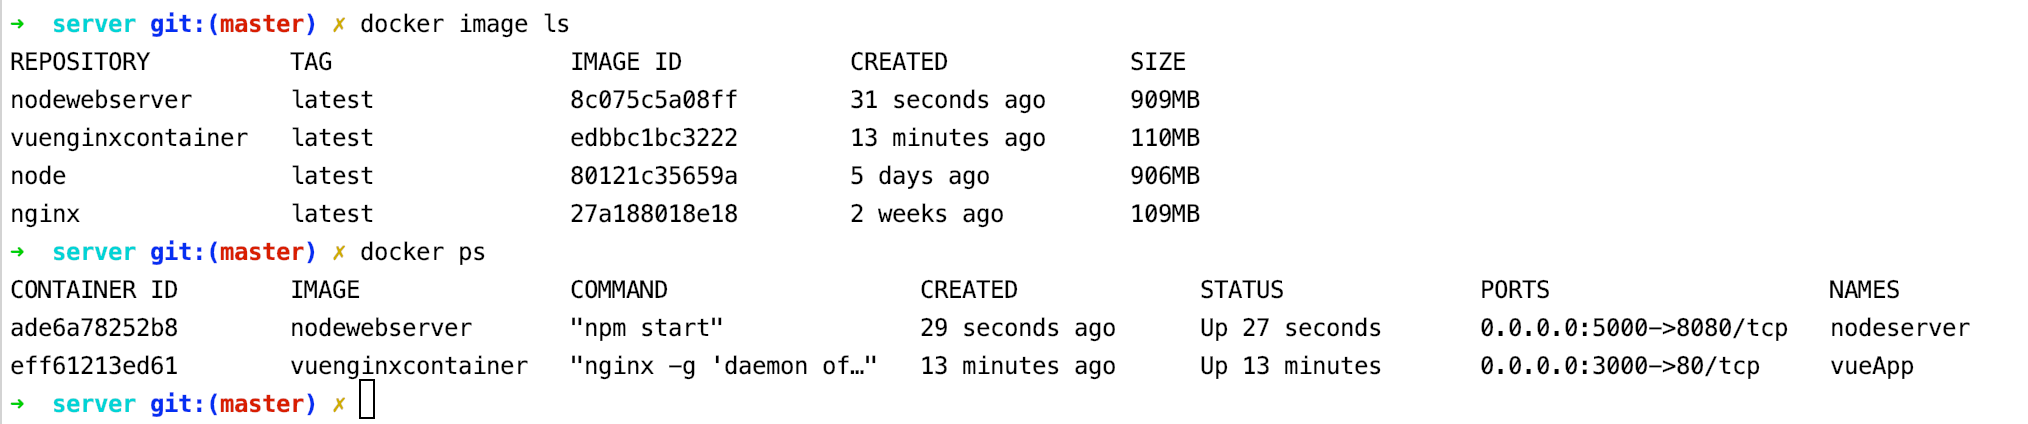 ➜  server git:(master) ✗ docker image ls
REPOSITORY          TAG                 IMAGE ID            CREATED             SIZE
nodewebserver       latest              8c075c5a08ff        31 seconds ago      909MB
vuenginxcontainer   latest              edbbc1bc3222        13 minutes ago      110MB
node                latest              80121c35659a        5 days ago          906MB
nginx               latest              27a188018e18        2 weeks ago         109MB
➜  server git:(master) ✗ docker ps
CONTAINER ID        IMAGE               COMMAND                  CREATED             STATUS              PORTS                    NAMES
ade6a78252b8        nodewebserver       "npm start"              29 seconds ago      Up 27 seconds       0.0.0.0:5000->8080/tcp   nodeserver
eff61213ed61        vuenginxcontainer   "nginx -g 'daemon of…"   13 minutes ago      Up 13 minutes       0.0.0.0:3000->80/tcp     vueApp
➜  server git:(master) ✗